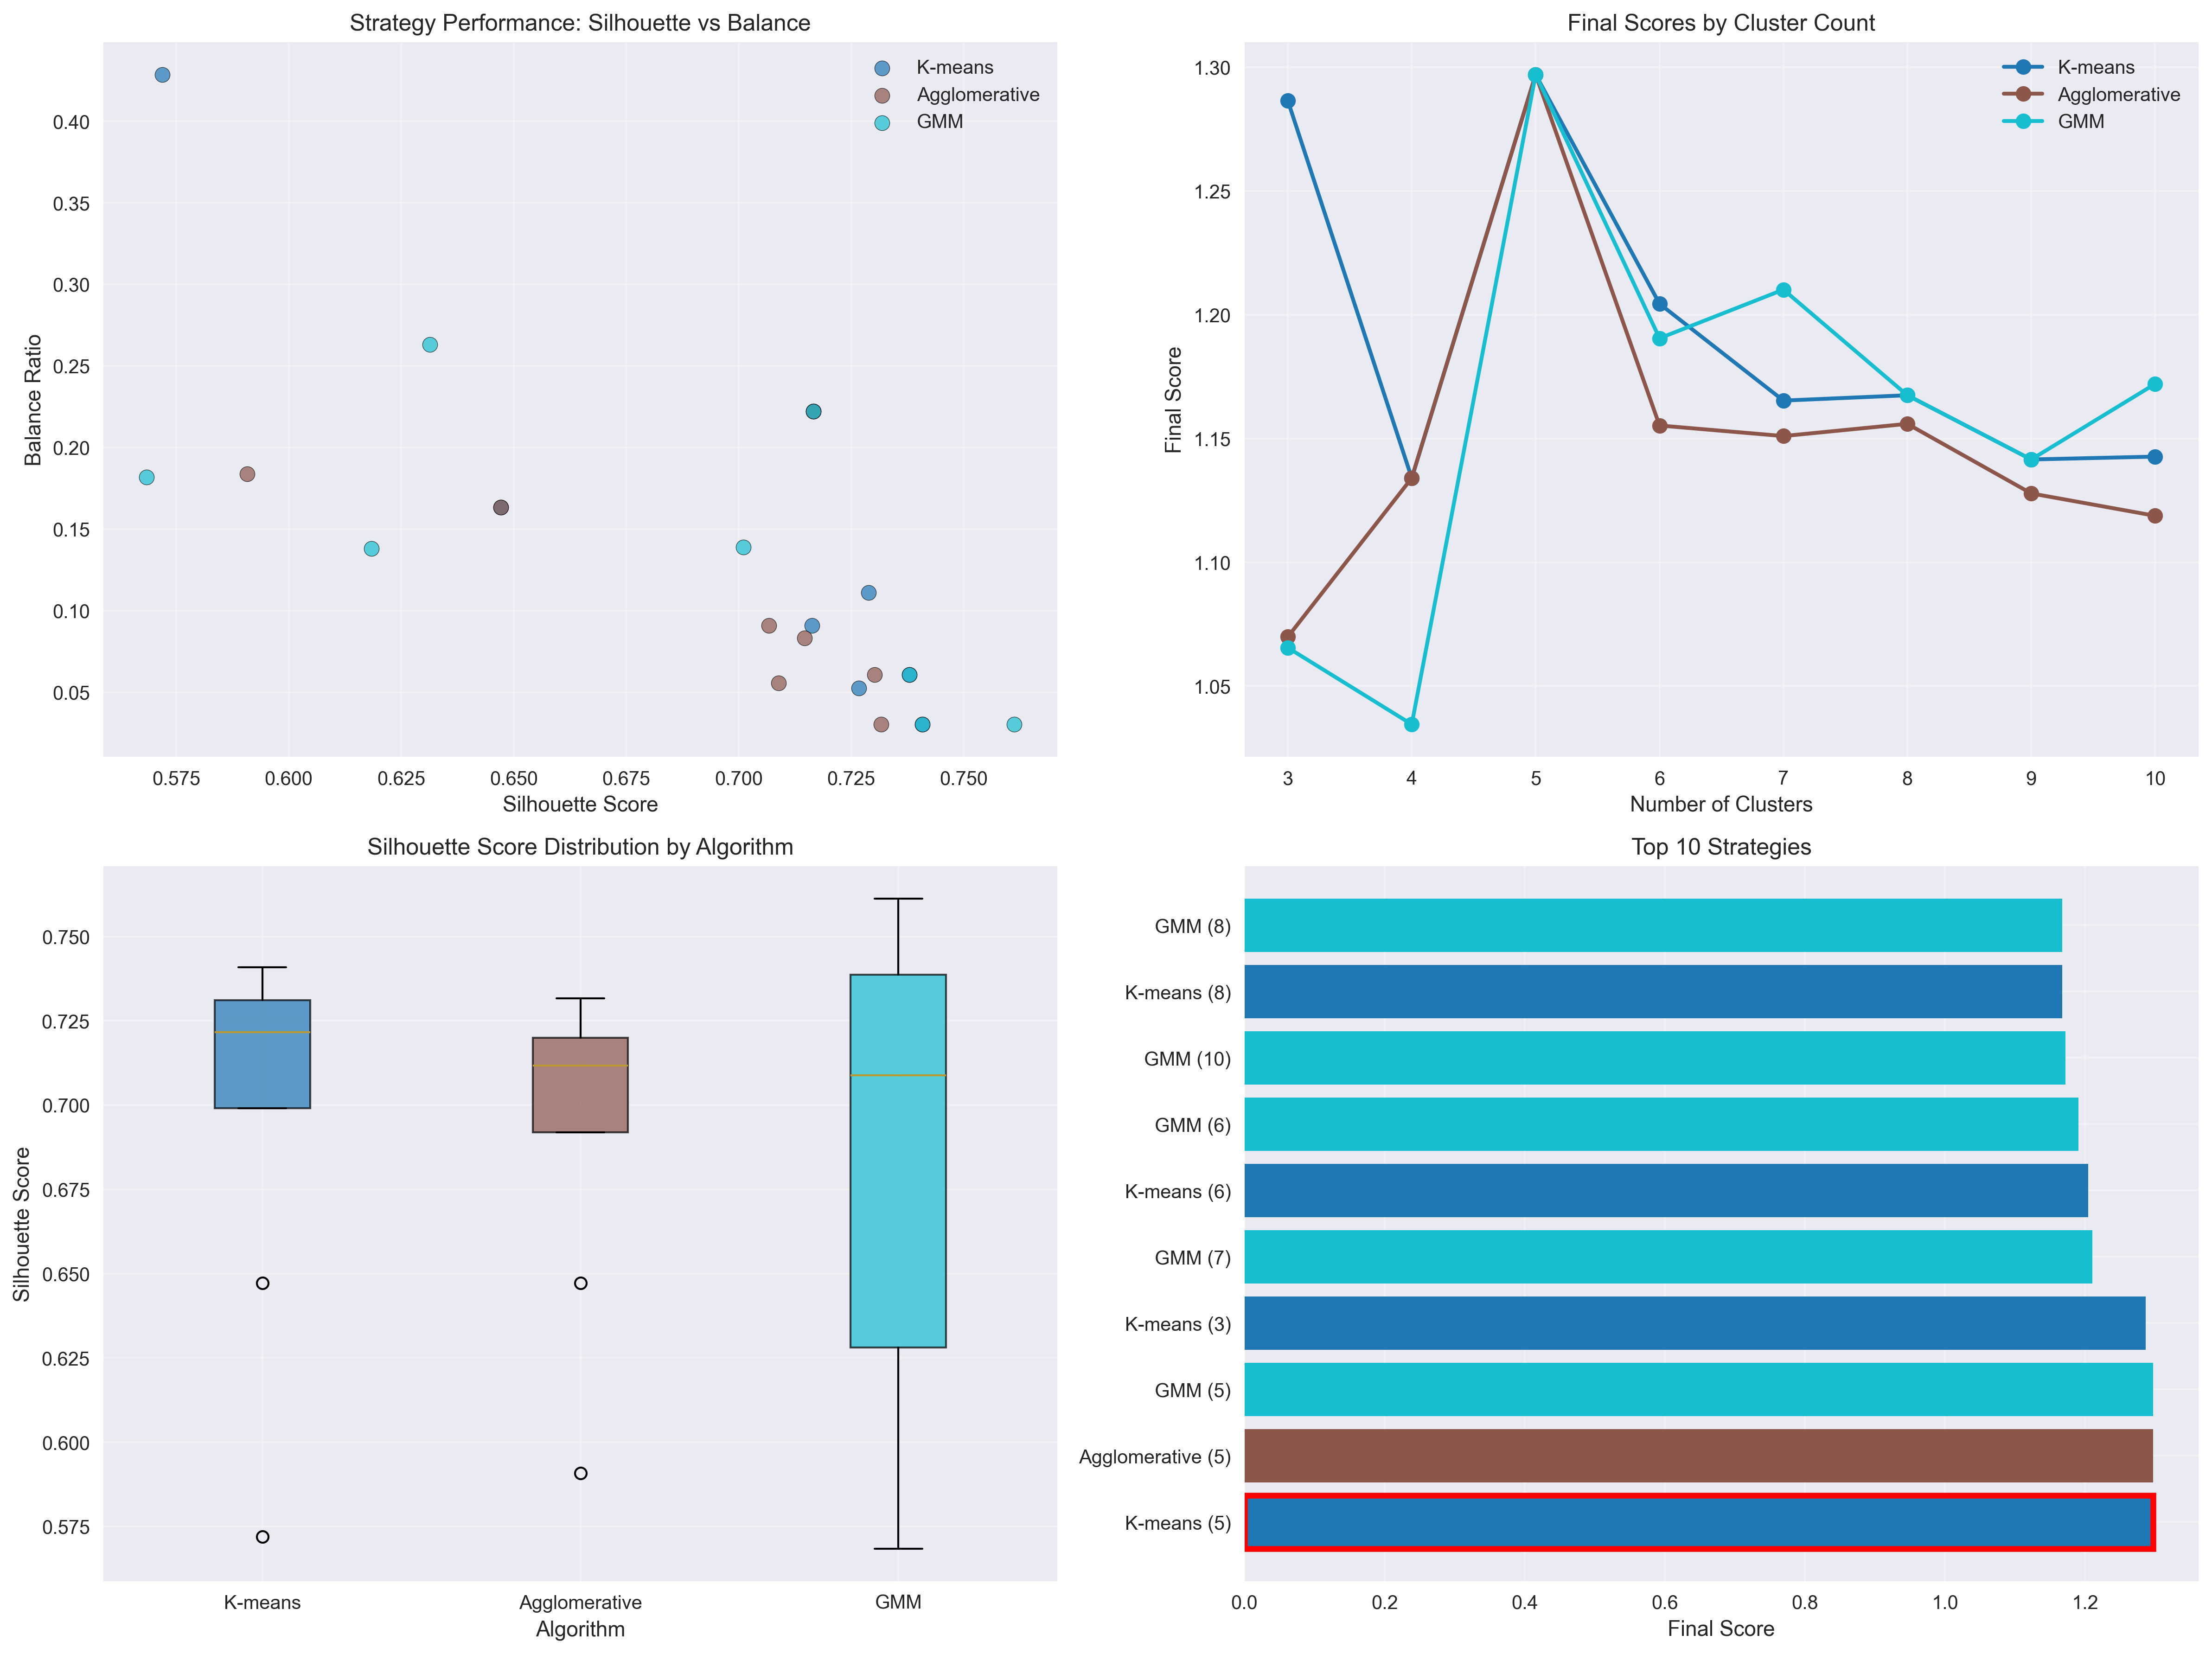 Strategy Performance: Silhouette vs Balance
K-means
Agglomerative
GMM
0.40
0.35
0.30
0.25
0.20
0.15
0.10
0.05
Balance Ratio
0.575 0.600 0.625 0.650 0.675 0.700 0.725 0.750
Silhouette Score
Final Scores by Cluster Count
K-means
Agglomerative
GMM
1.30
1.25
1.20
1.15
1.10
1.05
Final Score
3 4 5 6 7 8 9 10
Number of Clusters
Silhouette Score Distribution by Algorithm
0.750
0.725
0.700
0.675
0.650
0.625
0.600
0.575
Silhouette Score
K-means Agglomerative GMM
Algorithm
Top 10 Strategies
GMM (8)
K-means (8)
GMM (10)
GMM (6)
K-means (6)
GMM (7)
K-means (3)
GMM (5)
Agglomerative (5)
K-means (5)
0.0 0.2 0.4 0.6 0.8 1.0 1.2
Final Score